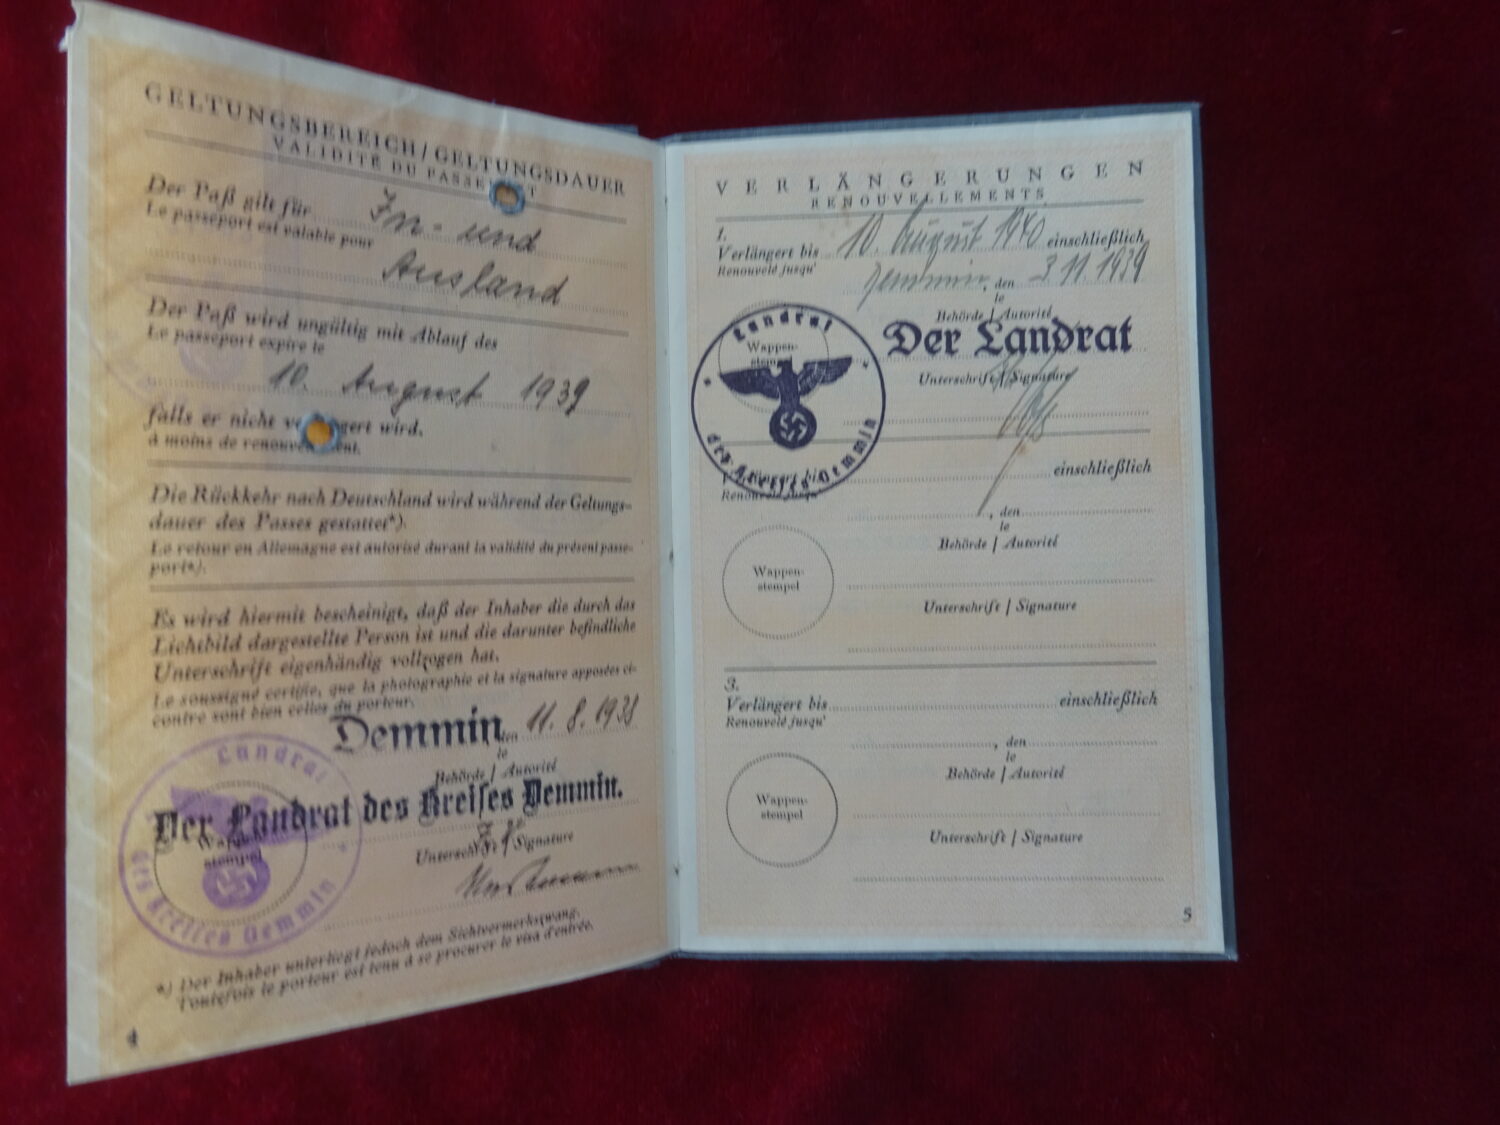 GELTUNGSBEREICH/GELTUNGSDAUER
VALIDITÉ DU PASSE T
Der Paß gilt für In- und
Le passeport est valable pour
Ausland
Der Paß wird ungültig mit Ablauf des
Le passeport expire le
10. August 1939
falls er nicht ve gert wird.
à moins de renouve ent.
Die Rückkehr nach Deutschland wird während der Geltungs-
dauer des Passes gestattet*).
Le retour en Allemagne est autorisé durant la validité du présent passe-
port*).
Es wird hiermit bescheinigt, daß der Inhaber die durch das
Lichtbild dargestellte Person ist und die darunter befindliche
Unterschrift eigenhändig vollzogen hat.
Le soussigné certifie, que la photographie et la signature apposées ci-
contre sont bien celles du porteur.
Demmin, den 11. 8. 1938
le
Behörde / Autorité
Der Landrat des Kreises Demmin.
Unterschrift / Signature
Landrat
des Kreises Demmin
Wappen-
stempel
*) Der Inhaber unterliegt jedoch dem Sichtvermerkszwang.
Toutefois le porteur est tenu à se procurer le visa d'entrée.
4
VERLÄNGERUNGEN
RENOUVELLEMENTS
1.
Verlängert bis 10. August 1940 einschließlich
Renouvelé jusqu'
Demmin, den 3. 11. 1939
le
Behörde / Autorité
Der Landrat
Unterschrift / Signature
Landrat
Wappen-
stempel
des Kreises Demmin
Verlängert bis einschließlich
Renouvelé jusqu'
, den
le
Behörde / Autorité
Wappen-
stempel
Unterschrift / Signature
3.
Verlängert bis einschließlich
Renouvelé jusqu'
, den
le
Behörde / Autorité
Wappen-
stempel
Unterschrift / Signature
5